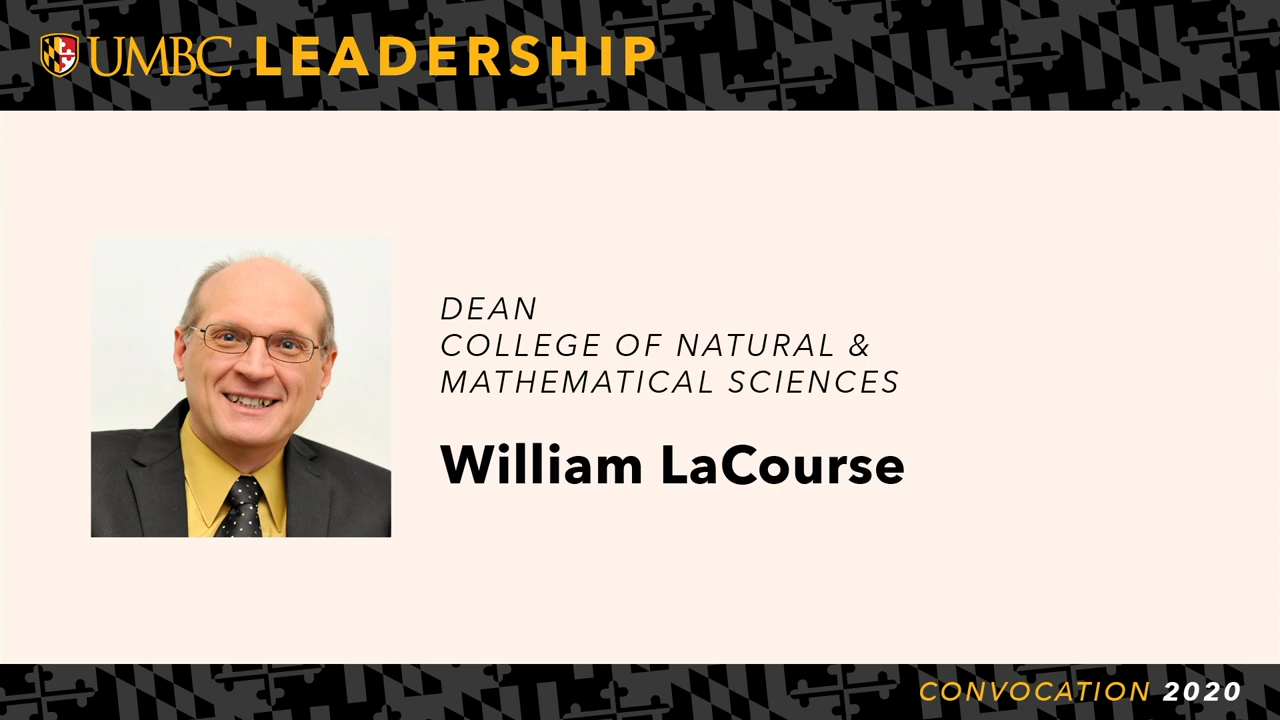 UMBC LEADERSHIP
DEAN
COLLEGE OF NATURAL &
MATHEMATICAL SCIENCES
William LaCourse
CONVOCATION 2020